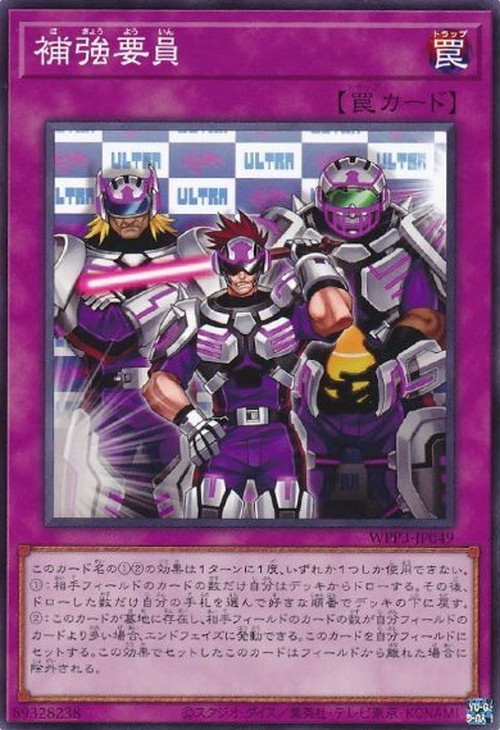 補強要員
罠
【罠カード】
ULTRA
ULTRA
ULTRA
WPP3-JP049
このカード名の①②の効果は1ターンに1度、いずれか1つしか使用できない。
①：相手フィールドのカードの数だけ自分はデッキからドローする。その後、
ドローした数だけ自分の手札を選んで好きな順番でデッキの下に戻す。
②：このカードが墓地に存在し、相手フィールドのカードの数が自分フィールドの
カードより多い場合、エンドフェイズに発動できる。このカードを自分フィールドに
セットする。この効果でセットしたこのカードはフィールドから離れた場合に
除外される。
89328238
©スタジオ・ダイス／集英社・テレビ東京・KONAMI